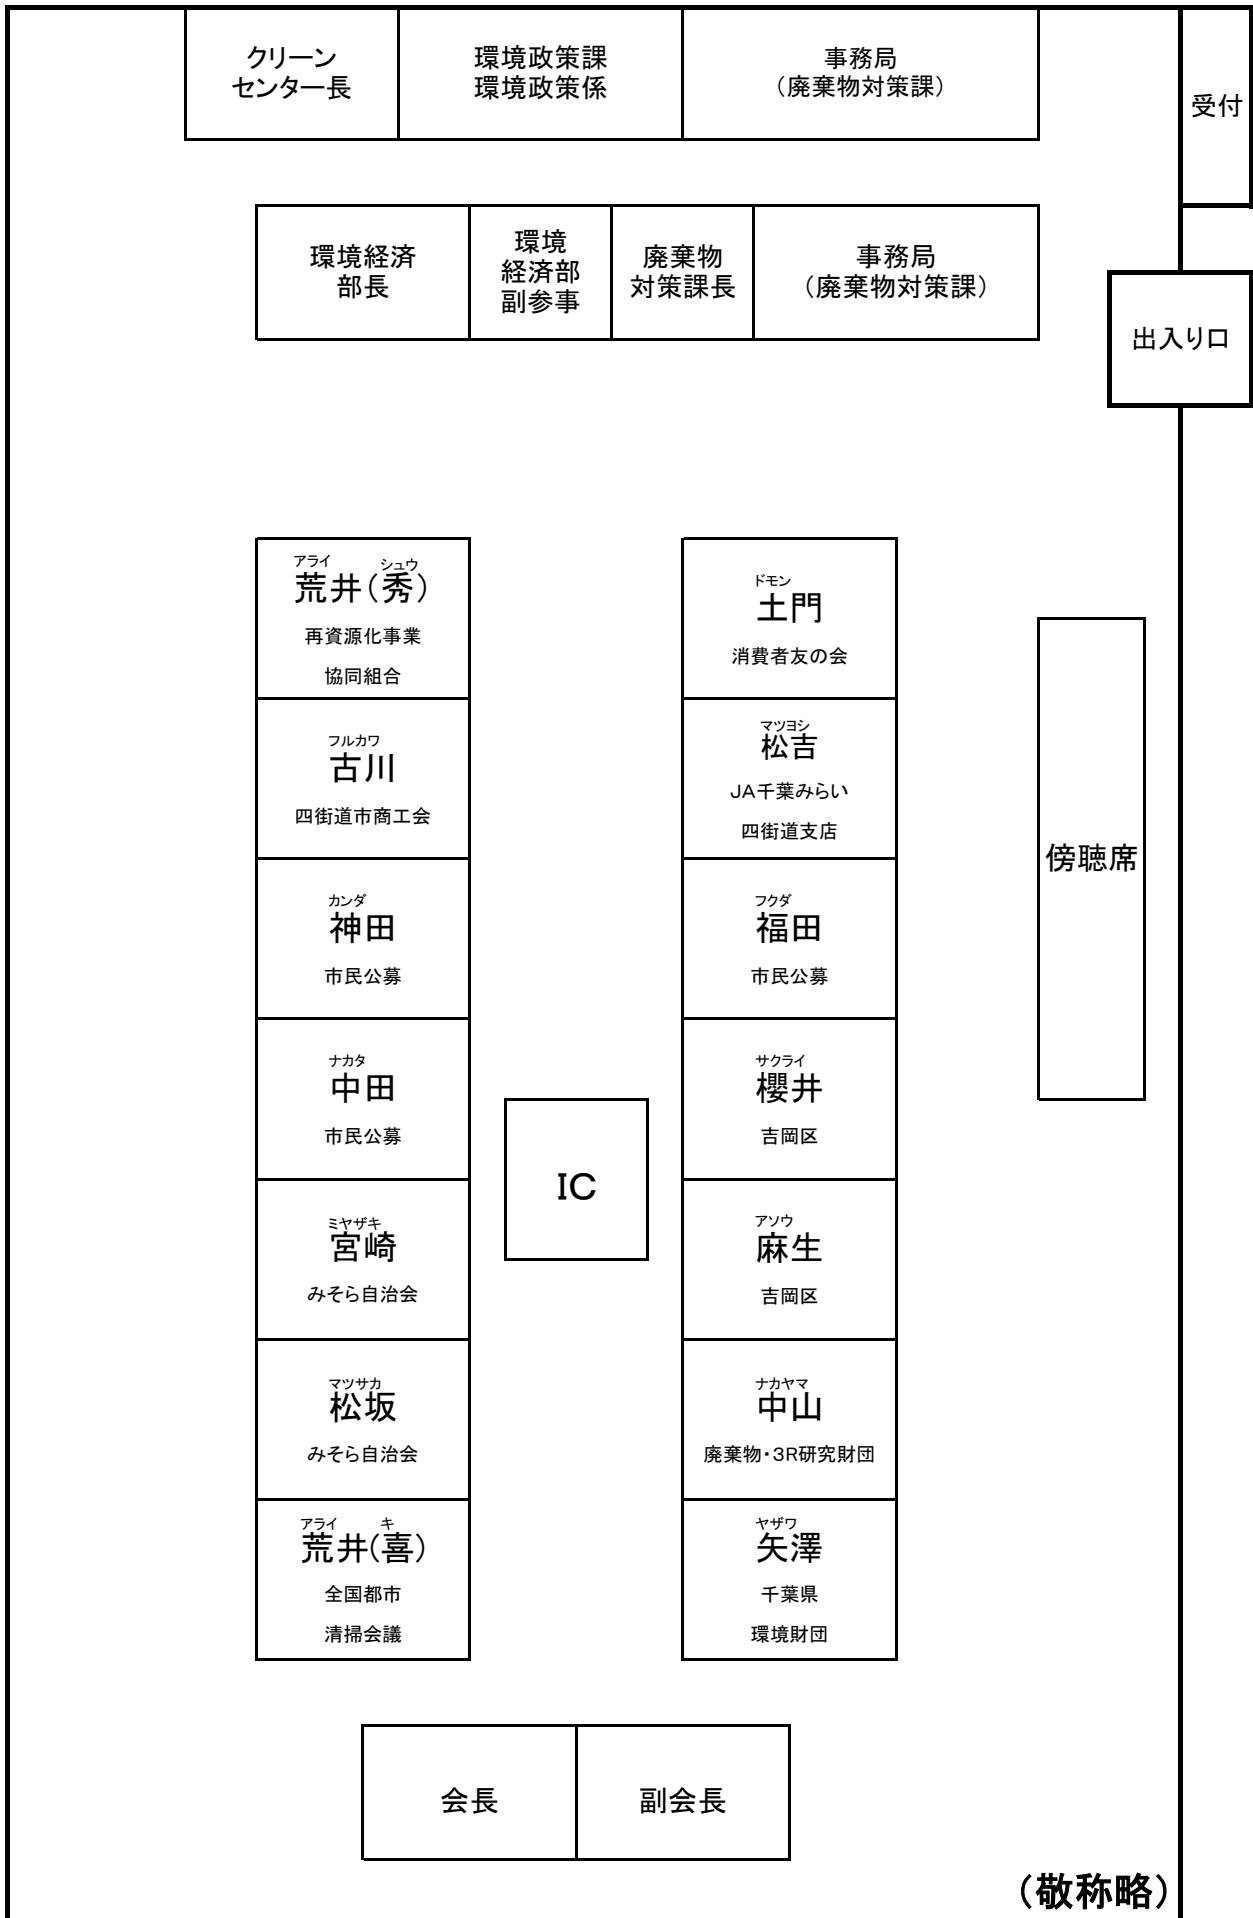 クリーン
センター長
環境政策課
環境政策係
事務局
（廃棄物対策課）
受付
環境経済
部長
環境
経済部
副参事
廃棄物
対策課長
事務局
（廃棄物対策課）
出入り口
アライ シュウ
荒井（秀）
再資源化事業
協同組合
ドモン
土門
消費者友の会
フルカワ
古川
四街道市商工会
マツヨシ
松吉
JA千葉みらい
四街道支店
傍聴席
カンダ
神田
市民公募
フクダ
福田
市民公募
ナカタ
中田
市民公募
サクライ
櫻井
吉岡区
IC
ミヤザキ
宮崎
みそら自治会
アソウ
麻生
吉岡区
マツサカ
松坂
みそら自治会
ナカヤマ
中山
廃棄物・3R研究財団
アライ キ
荒井（喜）
全国都市
清掃会議
ヤザワ
矢澤
千葉県
環境財団
会長
副会長
（敬称略）